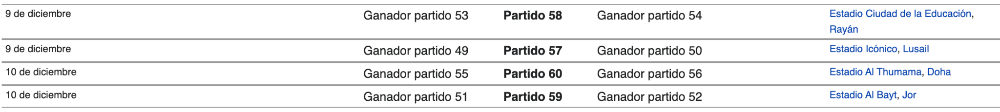 9 de diciembre Ganador partido 53 Partido 58 Ganador partido 54 Estadio Ciudad de la Educación,
Rayán
9 de diciembre Ganador partido 49 Partido 57 Ganador partido 50 Estadio Icónico, Lusail
10 de diciembre Ganador partido 55 Partido 60 Ganador partido 56 Estadio Al Thumama, Doha
10 de diciembre Ganador partido 51 Partido 59 Ganador partido 52 Estadio Al Bayt, Jor